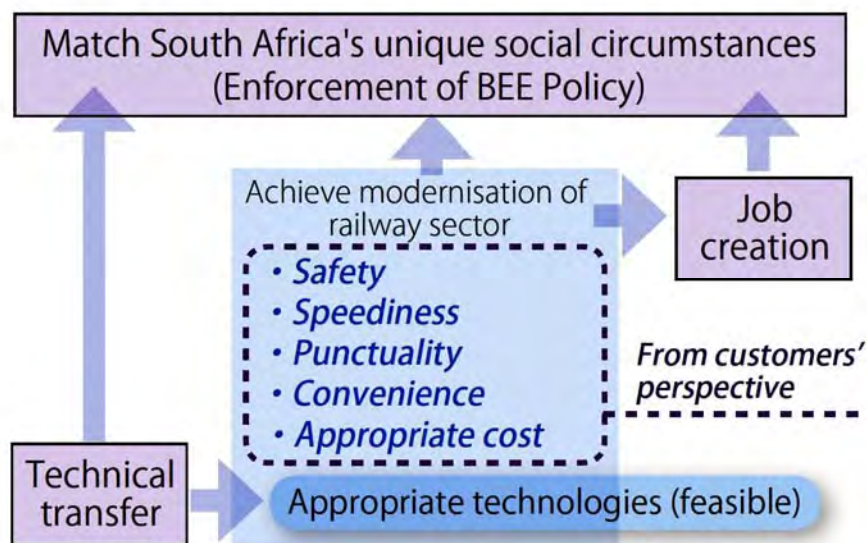 Match South Africa's unique social circumstances
(Enforcement of BEE Policy)
Achieve modernisation of
railway sector
Job
creation
・Safety
・Speediness
・Punctuality
・Convenience
・Appropriate cost
From customers'
perspective
Technical
transfer
Appropriate technologies (feasible)